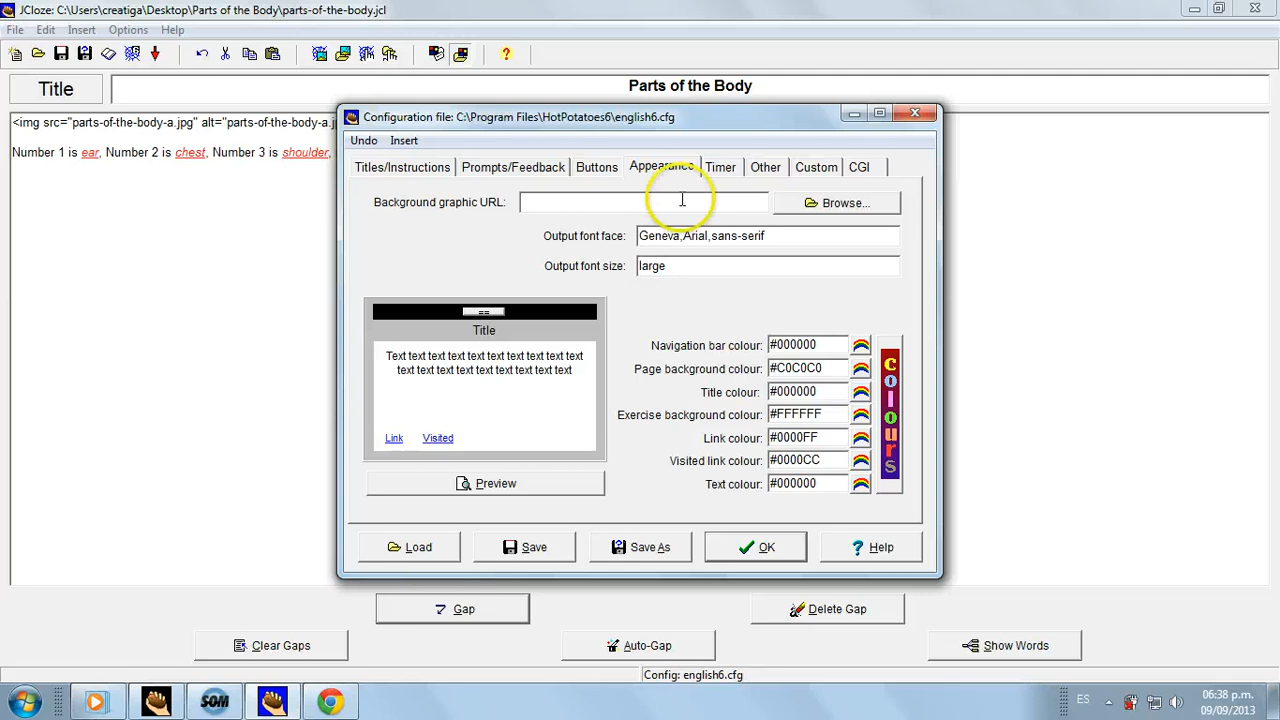 JCloze: C:\Users\creatiga\Desktop\Parts of the Body\parts-of-the-body.jcl
File Edit Insert Options Help
Title
Parts of the Body
<img src="parts-of-the-body-a.jpg" alt="parts-of-the-body-a.j
Number 1 is ear, Number 2 is chest, Number 3 is shoulder,
Configuration file: C:\Program Files\HotPotatoes6\english6.cfg
Undo Insert
Titles/Instructions Prompts/Feedback Buttons Appearance Timer Other Custom CGI
Background graphic URL: Browse...
Output font face: Geneva,Arial,sans-serif
Output font size: large
==
Title
Text text text text text text text text text
text text text text text text text text
Link Visited
Preview
Navigation bar colour: #000000
Page background colour: #C0C0C0
Title colour: #000000
Exercise background colour: #FFFFFF
Link colour: #0000FF
Visited link colour: #0000CC
Text colour: #000000
colours
Load Save Save As OK Help
Gap Delete Gap
Clear Gaps Auto-Gap Show Words
Config: english6.cfg
SOM
ES
06:38 p.m.
09/09/2013